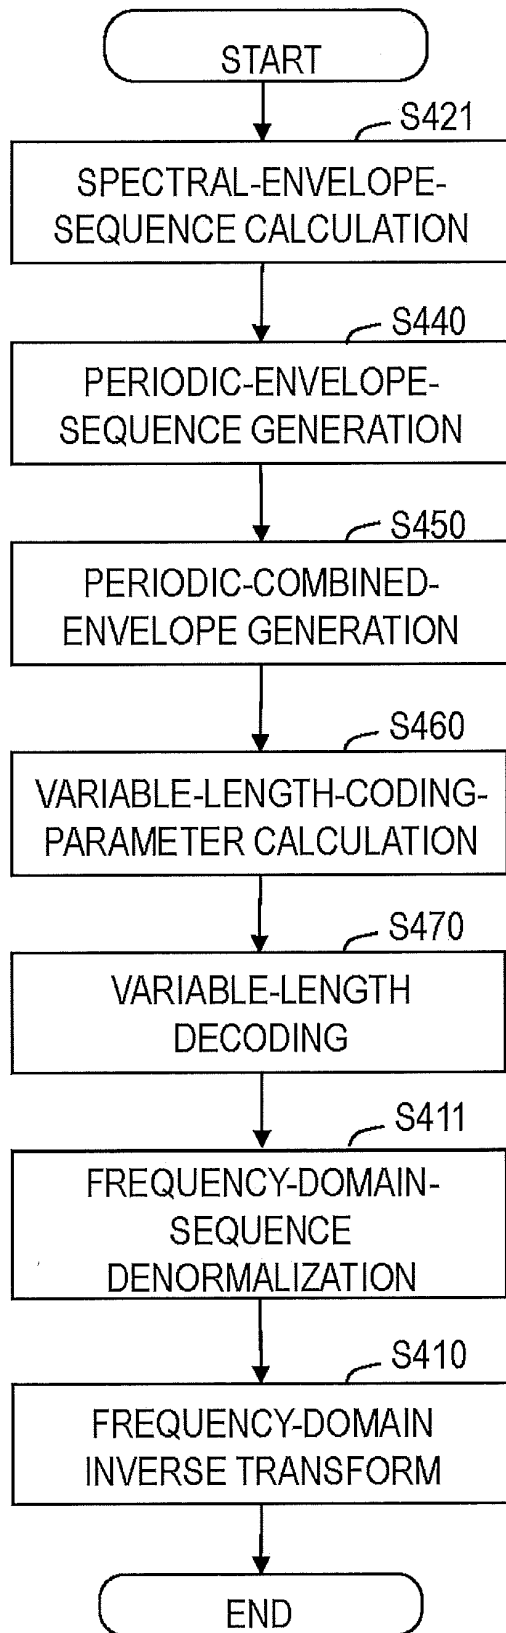 START
S421
SPECTRAL-ENVELOPE-
SEQUENCE CALCULATION
S440
PERIODIC-ENVELOPE-
SEQUENCE GENERATION
S450
PERIODIC-COMBINED-
ENVELOPE GENERATION
S460
VARIABLE-LENGTH-CODING-
PARAMETER CALCULATION
S470
VARIABLE-LENGTH
DECODING
S411
FREQUENCY-DOMAIN-
SEQUENCE
DENORMALIZATION
S410
FREQUENCY-DOMAIN
INVERSE TRANSFORM
END